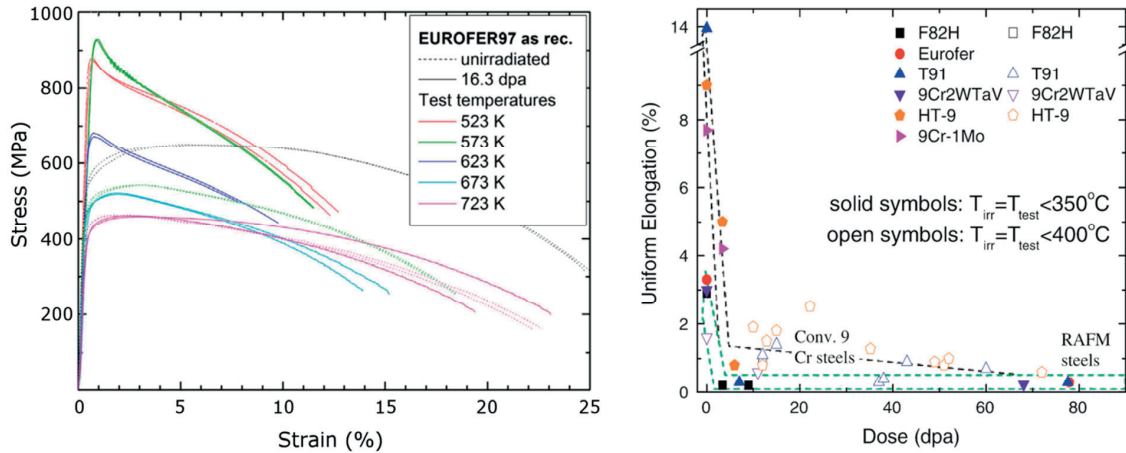 1000
800
600
400
200
0
Stress (MPa)
0
5
10
15
20
25
Strain (%)
EUROFER97 as rec.
unirradiated
16.3 dpa
Test temperatures
523 K
573 K
623 K
673 K
723 K
14
8
6
4
2
0
Uniform Elongation (%)
0
20
40
60
80
Dose (dpa)
F82H
F82H
Eurofer
T91
T91
9Cr2WTaV
9Cr2WTaV
HT-9
HT-9
9Cr-1Mo
solid symbols: Tirr=Ttest<350°C
open symbols: Tirr=Ttest<400°C
Conv. 9
Cr steels
RAFM
steels